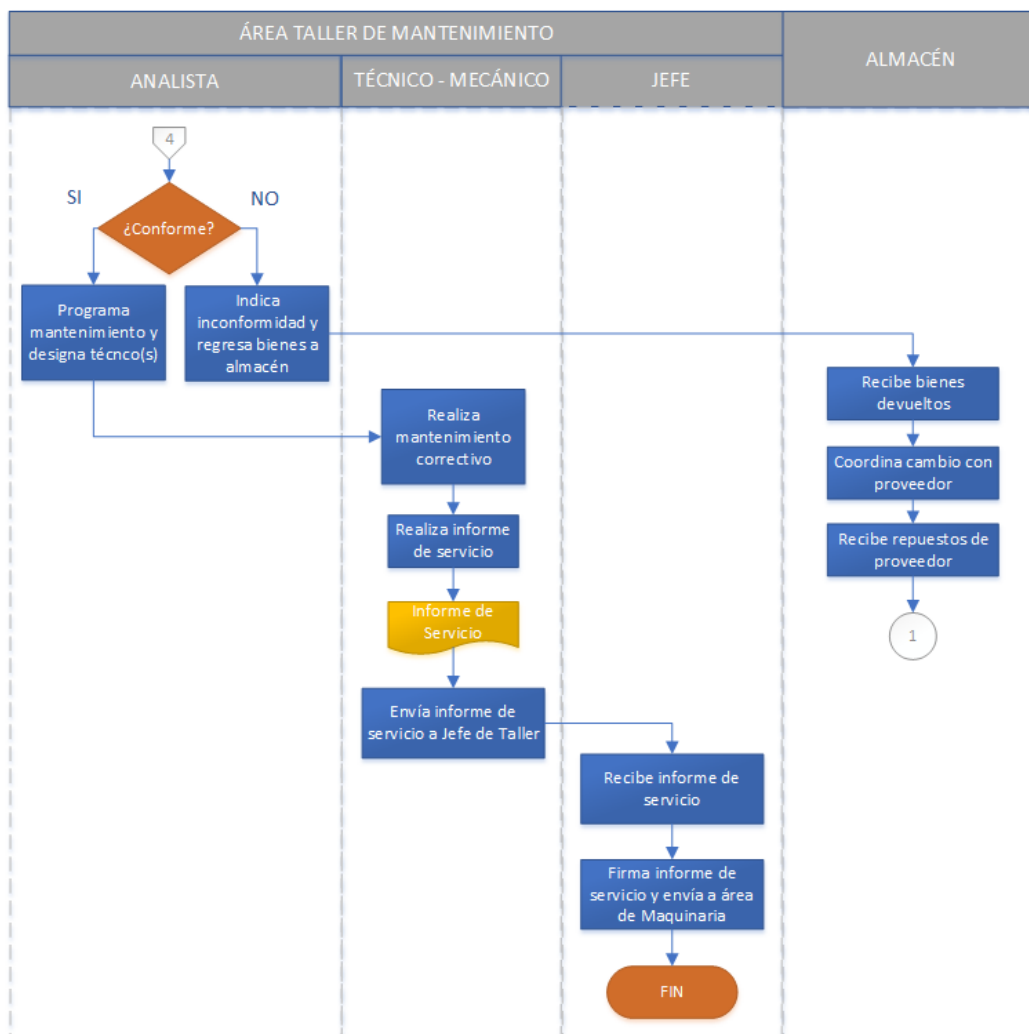 ÁREA TALLER DE MANTENIMIENTO
ALMACÉN
ANALISTA
TÉCNICO - MECÁNICO
JEFE
4
SI
NO
¿Conforme?
Programa
mantenimiento y
designa técnco(s)
Indica
inconformidad y
regresa bienes a
almacén
Recibe bienes
devueltos
Realiza
mantenimiento
correctivo
Coordina cambio con
proveedor
Realiza informe
de servicio
Recibe repuestos de
proveedor
Informe de
Servicio
1
Envía informe de
servicio a Jefe de Taller
Recibe informe de
servicio
Firma informe de
servicio y envía a área
de Maquinaria
FIN